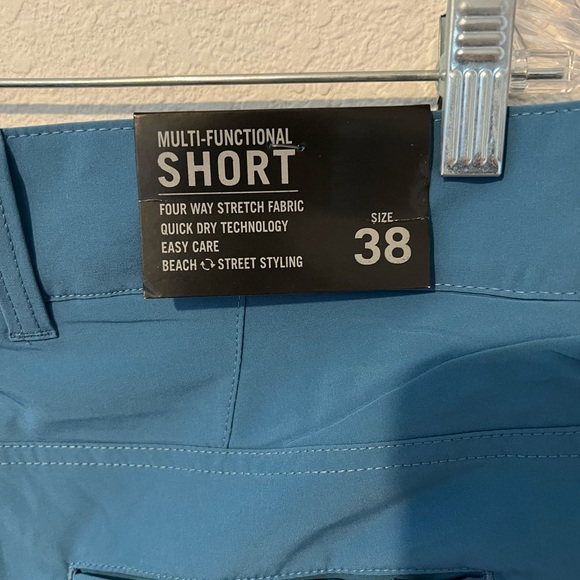 MULTI-FUNCTIONAL
SHORT
FOUR WAY STRETCH FABRIC
QUICK DRY TECHNOLOGY
EASY CARE
BEACH STREET STYLING
SIZE
38